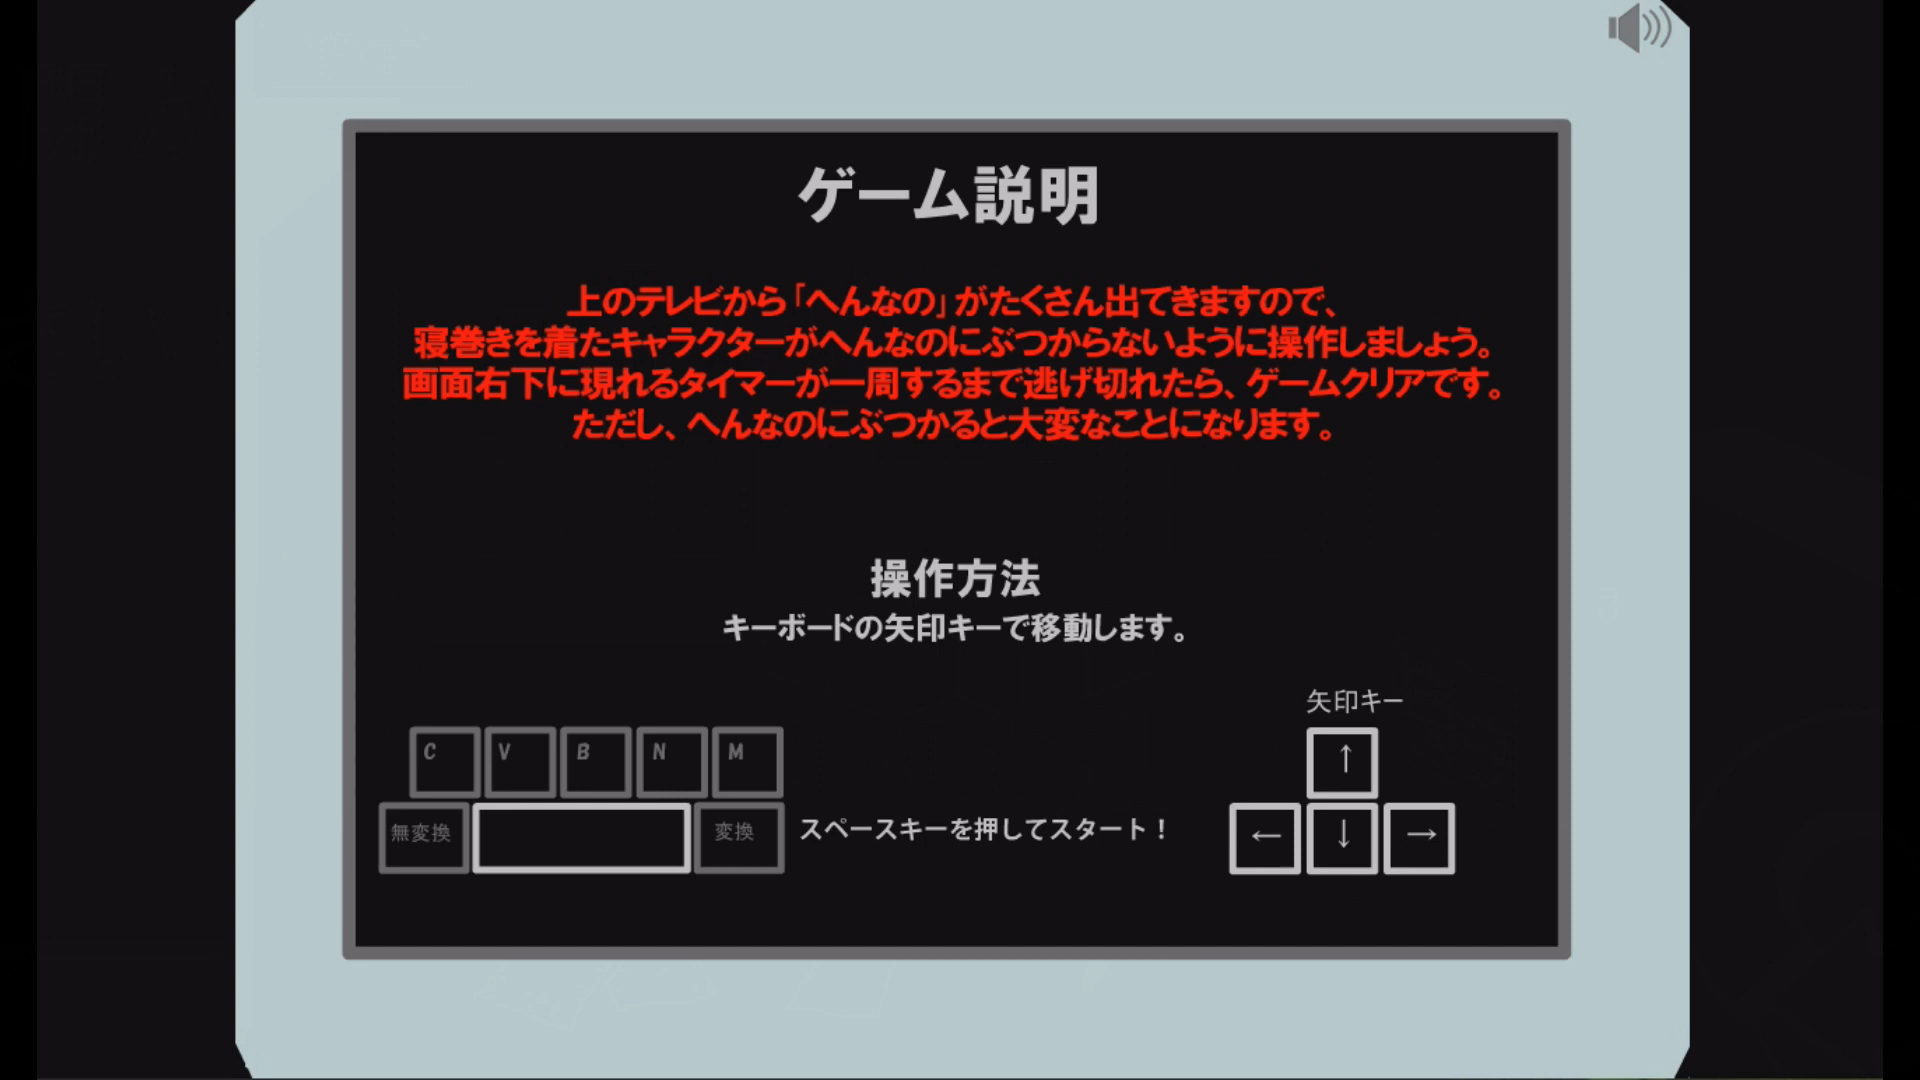 ゲーム説明
上のテレビから「へんなの」がたくさん出てきますので、
寝巻きを着たキャラクターがへんなのにぶつからないように操作しましょう。
画面右下に現れるタイマーが一周するまで逃げ切れたら、ゲームクリアです。
ただし、へんなのにぶつかると大変なことになります。
操作方法
キーボードの矢印キーで移動します。
矢印キー
C V B N M
↑
無変換 変換
スペースキーを押してスタート！
← ↓ →